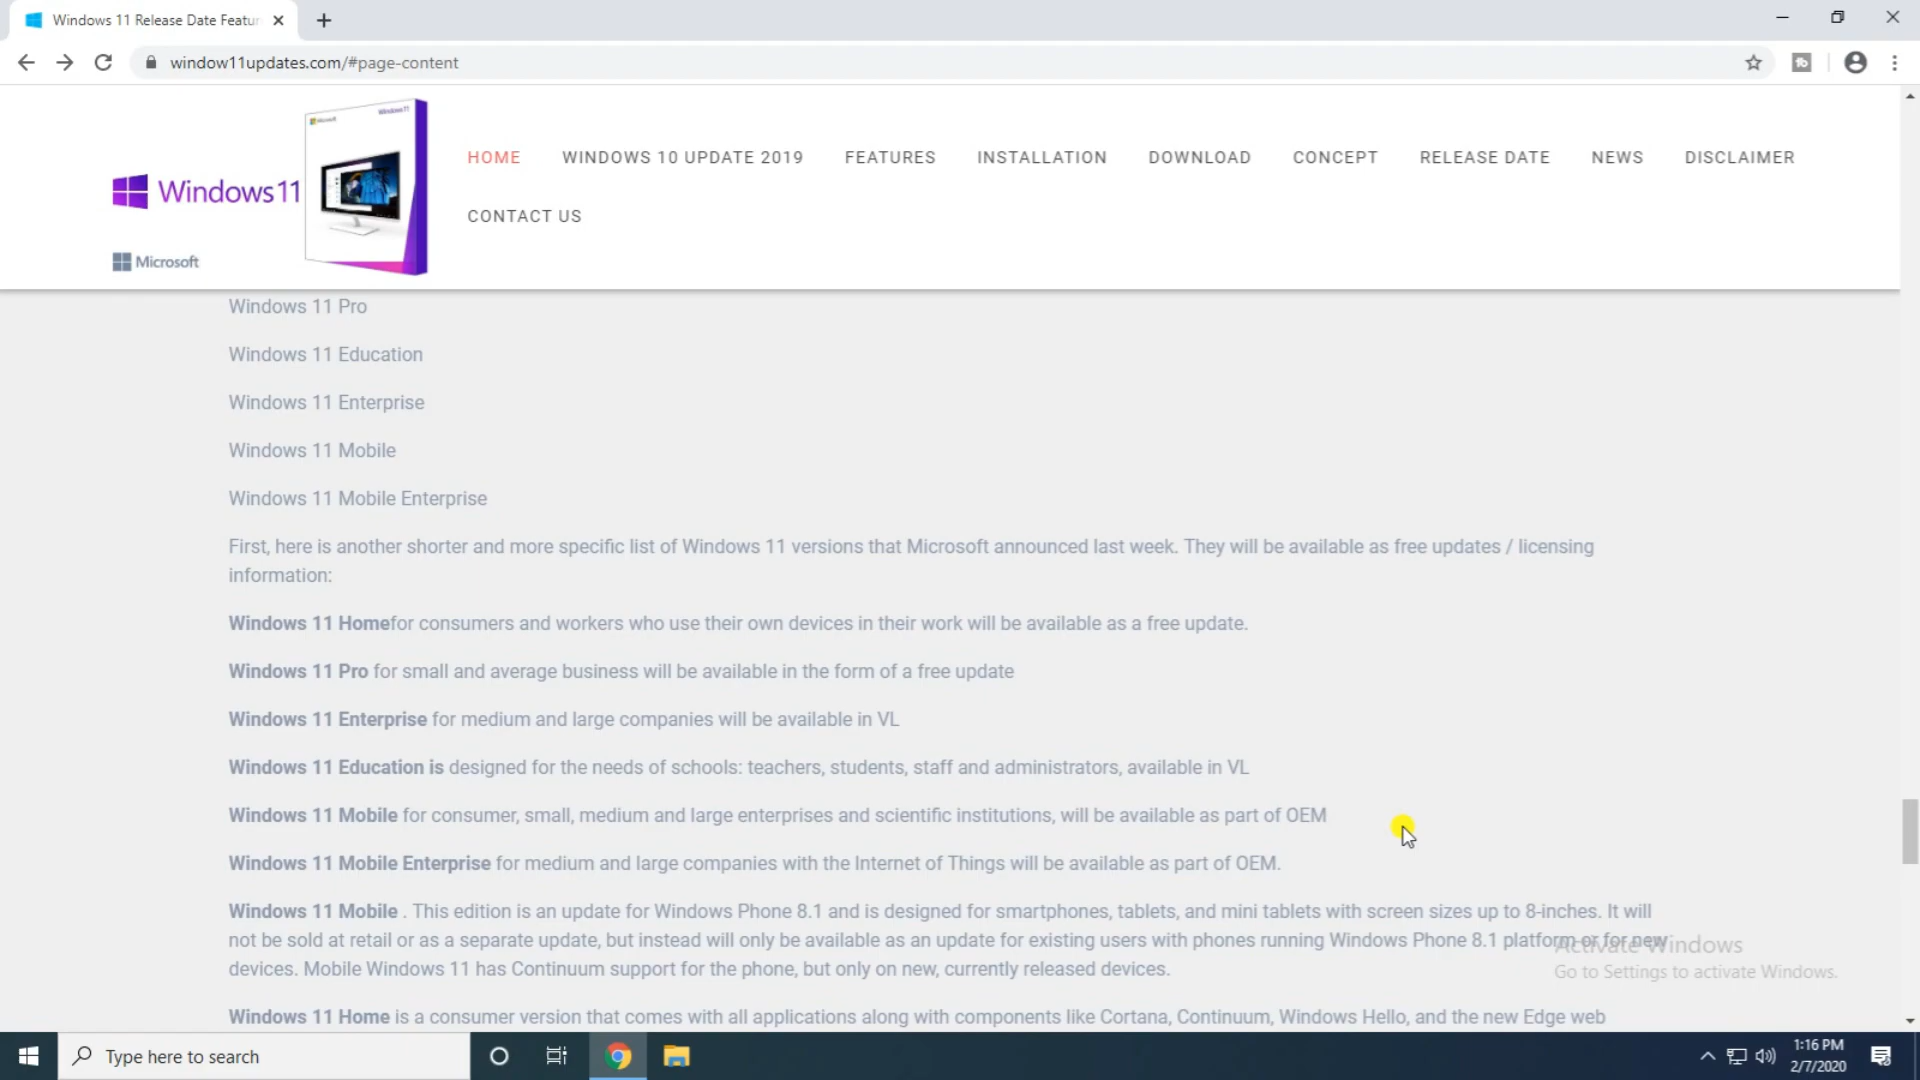 Windows 11 Release Date Featur
window11updates.com/#page-content
Microsoft
Windows 11
Windows 11
Microsoft
HOME
WINDOWS 10 UPDATE 2019
FEATURES
INSTALLATION
DOWNLOAD
CONCEPT
RELEASE DATE
NEWS
DISCLAIMER
CONTACT US
Windows 11 Pro
Windows 11 Education
Windows 11 Enterprise
Windows 11 Mobile
Windows 11 Mobile Enterprise
First, here is another shorter and more specific list of Windows 11 versions that Microsoft announced last week. They will be available as free updates / licensing
information:
Windows 11 Homefor consumers and workers who use their own devices in their work will be available as a free update.
Windows 11 Pro for small and average business will be available in the form of a free update
Windows 11 Enterprise for medium and large companies will be available in VL
Windows 11 Education is designed for the needs of schools: teachers, students, staff and administrators, available in VL
Windows 11 Mobile for consumer, small, medium and large enterprises and scientific institutions, will be available as part of OEM
Windows 11 Mobile Enterprise for medium and large companies with the Internet of Things will be available as part of OEM.
Windows 11 Mobile . This edition is an update for Windows Phone 8.1 and is designed for smartphones, tablets, and mini tablets with screen sizes up to 8-inches. It will
not be sold at retail or as a separate update, but instead will only be available as an update for existing users with phones running Windows Phone 8.1 platform or for new
devices. Mobile Windows 11 has Continuum support for the phone, but only on new, currently released devices.
Activate Windows
Go to Settings to activate Windows.
Windows 11 Home is a consumer version that comes with all applications along with components like Cortana, Continuum, Windows Hello, and the new Edge web
Type here to search
1:16 PM
2/7/2020